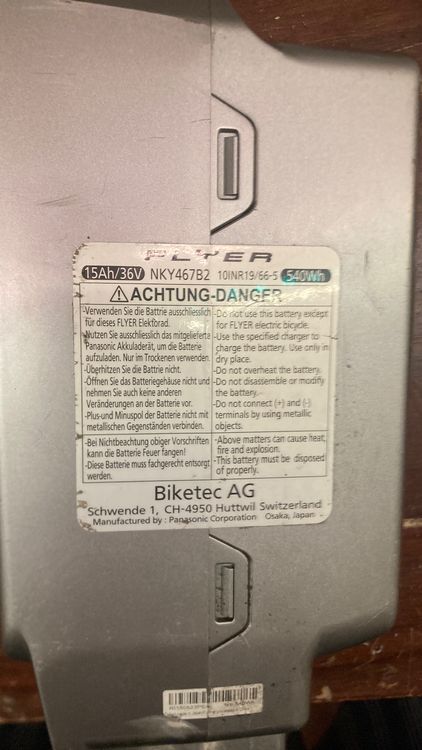 FLYER
15Ah/36V NKY467B2 10INR19/66-5 540Wh
ACHTUNG-DANGER
-Verwenden Sie die Battrie ausschliesslich
für dieses FLYER Elektbrad.
-Nutzen Sie ausschliesslich das mitgelieferte
Panasonic Akkuladerät, um die Batterie
aufzuladen. Nur im Trockenen verwenden.
-Überhitzen Sie die Batterie nicht.
-Öffnen Sie das Batteriegehäuse nicht und
nehmen Sie auch keine anderen
Veränderungen an der Batterie vor.
-Plus-und Minuspol der Batterie nicht mit
metallischen Gegenständen verbinden.
-Bei Nichtbeachtung obiger Vorschriften
kann die Batterie Feuer fangen!
-Diese Batterie muss fachgerecht entsorgt
werden.
-Do not use this battery except
for FLYER electric bicycle.
-Use the specified charger to
charge the battery. Use only in
dry place.
-Do not overheat the battery.
-Do not disassemble or modify
the battery.
-Do not connect (+) and (-)
terminals by using metallic
objects.
-Above matters can cause heat,
fire and explosion.
-This battery must be disposed
of properly.
Biketec AG
Schwende 1, CH-4950 Huttwil Switzerland
Manufactured by : Panasonic Corporation Osaka, Japan